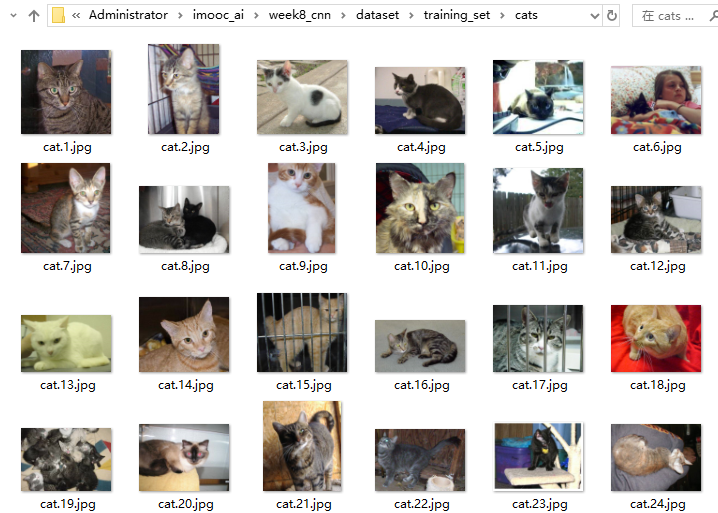 « Administrator > imooc_ai > week8_cnn > dataset > training_set > cats
在 cats ...
cat.1.jpg cat.2.jpg cat.3.jpg cat.4.jpg cat.5.jpg cat.6.jpg
cat.7.jpg cat.8.jpg cat.9.jpg cat.10.jpg cat.11.jpg cat.12.jpg
cat.13.jpg cat.14.jpg cat.15.jpg cat.16.jpg cat.17.jpg cat.18.jpg
cat.19.jpg cat.20.jpg cat.21.jpg cat.22.jpg cat.23.jpg cat.24.jpg